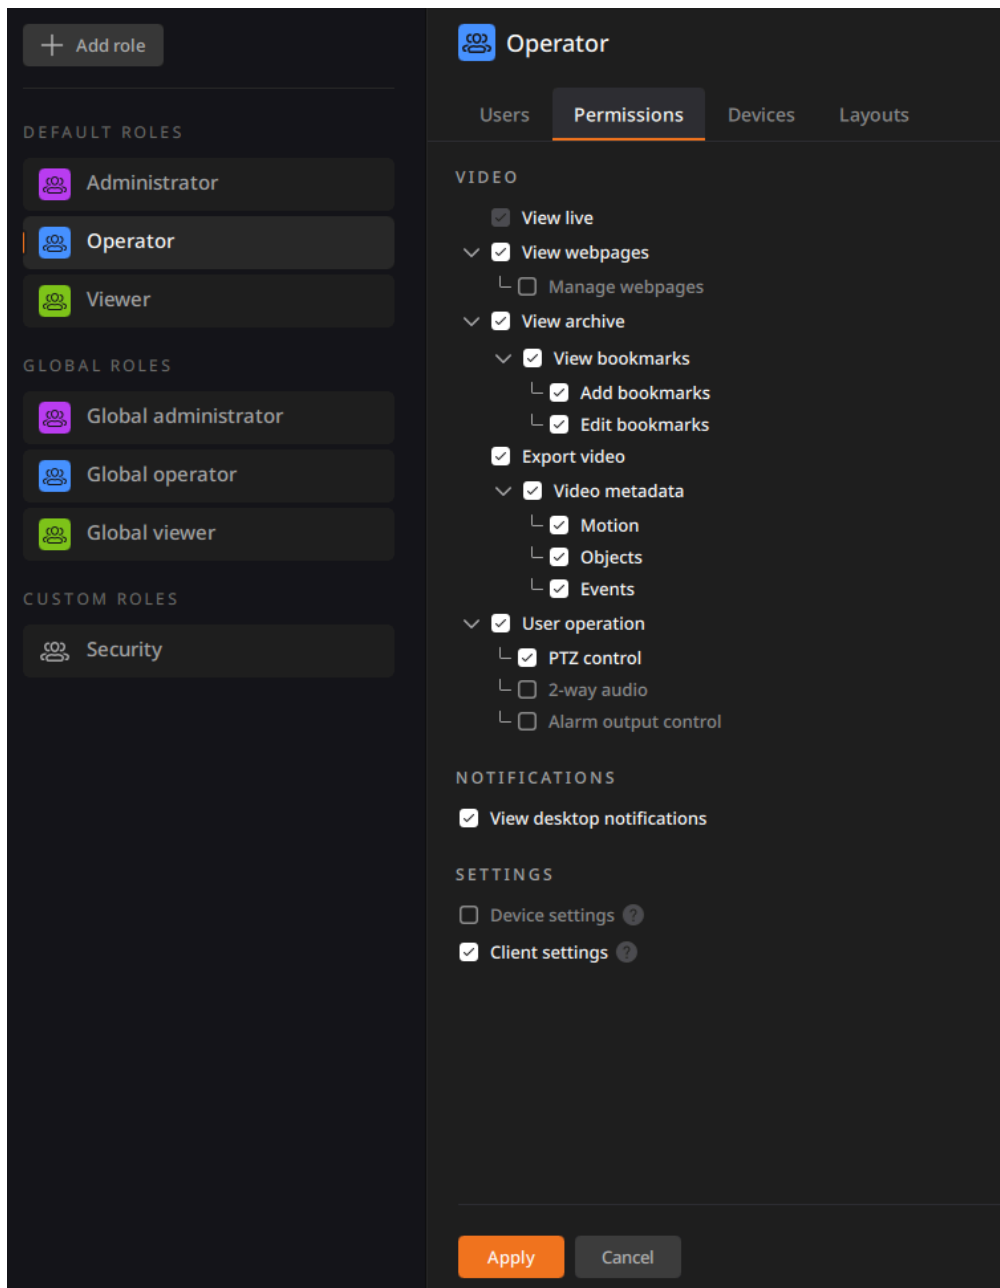 Add role
DEFAULT ROLES
Administrator
Operator
Viewer
GLOBAL ROLES
Global administrator
Global operator
Global viewer
CUSTOM ROLES
Security
Operator
Users Permissions Devices Layouts
VIDEO
View live
View webpages
Manage webpages
View archive
View bookmarks
Add bookmarks
Edit bookmarks
Export video
Video metadata
Motion
Objects
Events
User operation
PTZ control
2-way audio
Alarm output control
NOTIFICATIONS
View desktop notifications
SETTINGS
Device settings ?
Client settings ?
Apply Cancel